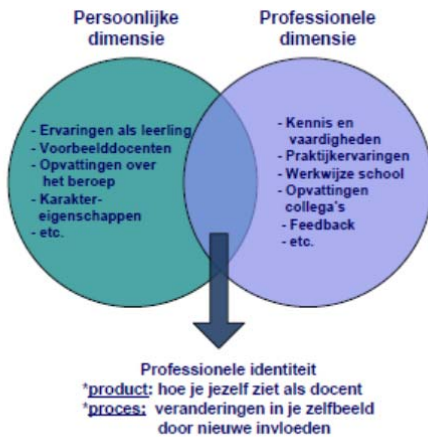 Persoonlijke
dimensie
- Ervaringen als leerling
- Voorbeelddocenten
- Opvattingen over
het beroep
- Karakter-
eigenschappen
- etc.
Professionele
dimensie
- Kennis en
vaardigheden
- Praktijkervaringen
- Werkwijze school
- Opvattingen
collega's
- Feedback
- etc.
Professionele identiteit
*product: hoe je jezelf ziet als docent
*proces: veranderingen in je zelfbeeld
door nieuwe invloeden